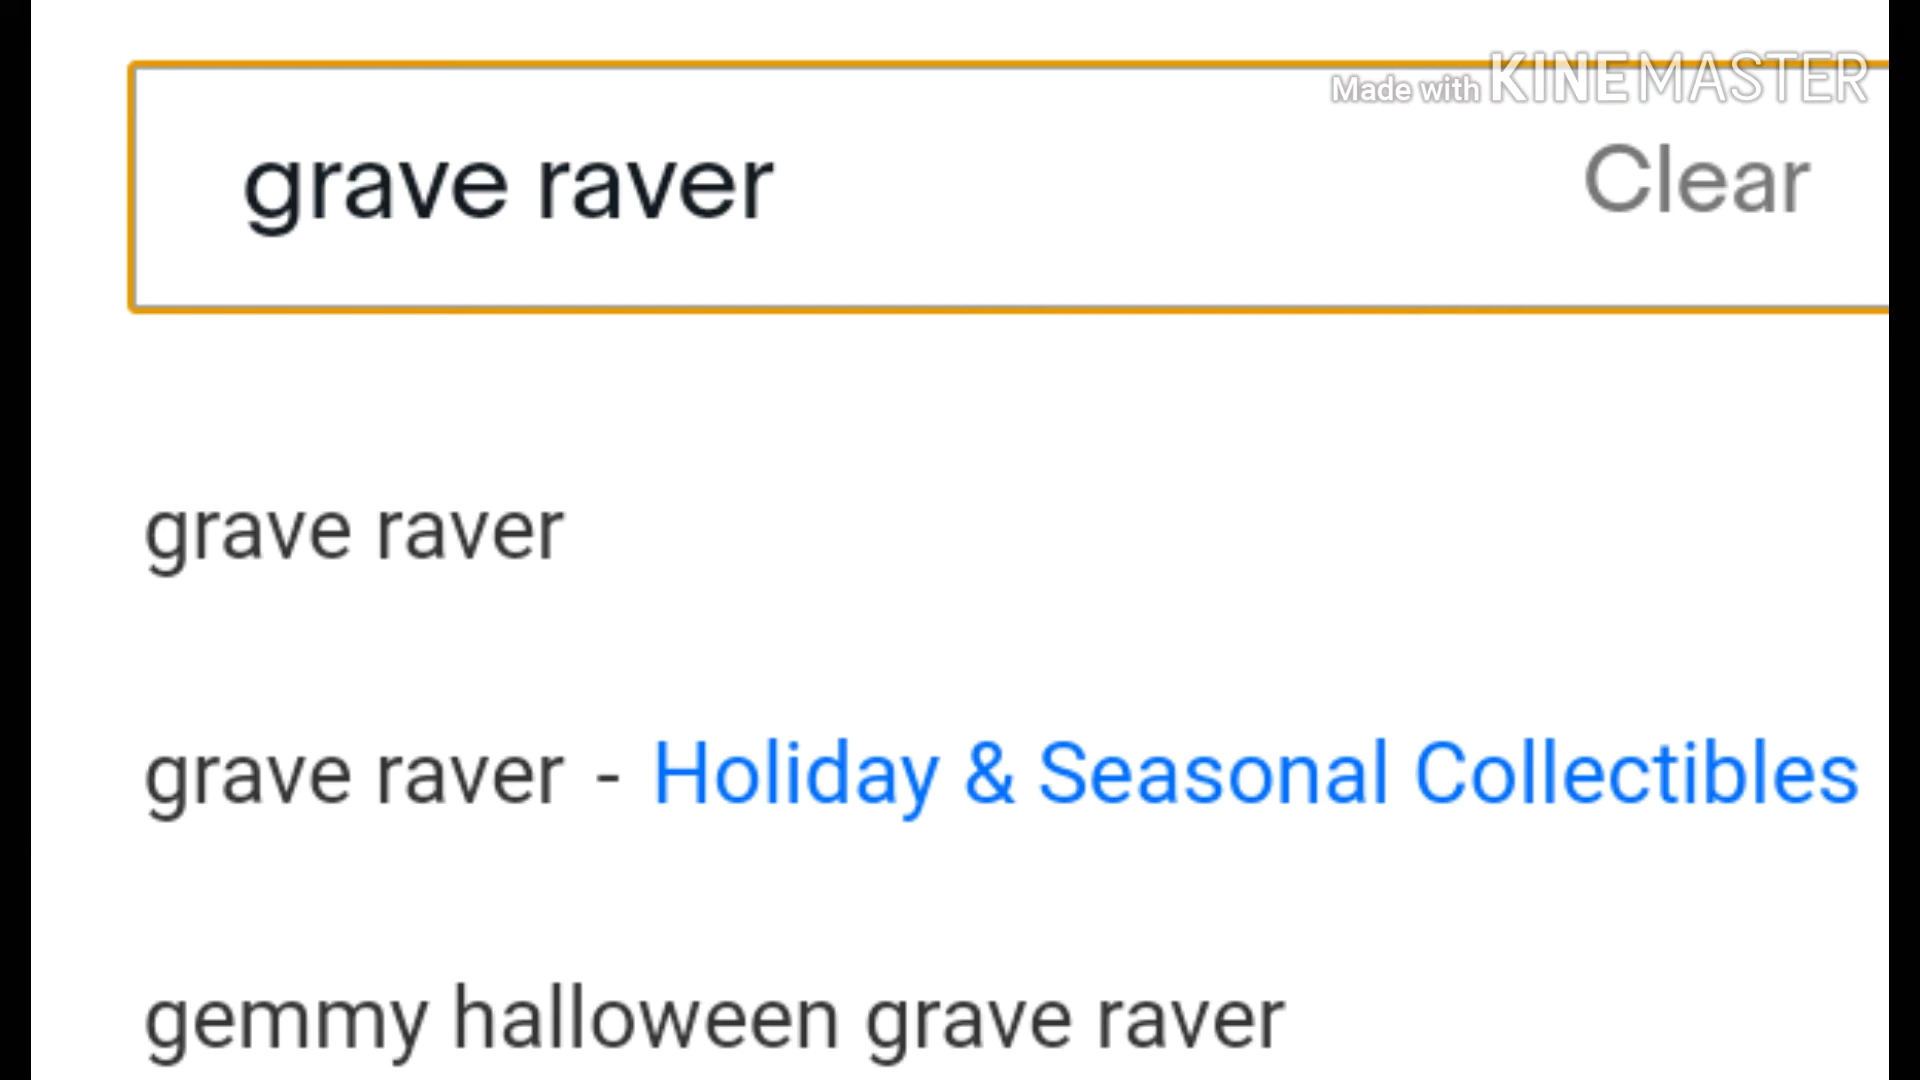 Made with KINEMASTER
grave raver Clear
grave raver
grave raver - Holiday & Seasonal Collectibles
gemmy halloween grave raver